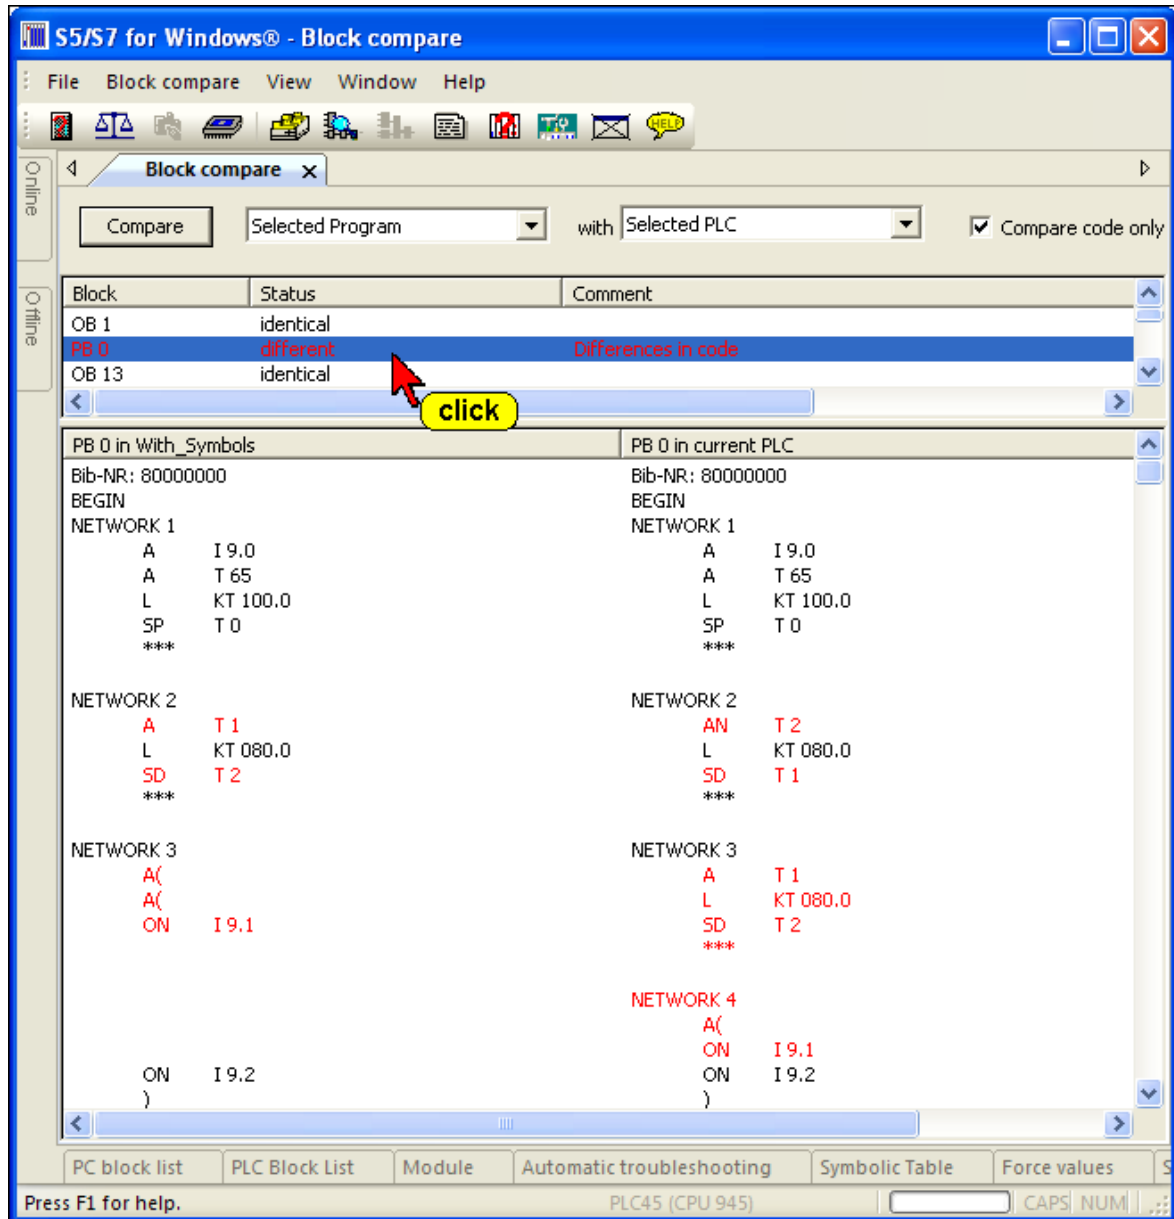 S5/S7 for Windows® - Block compare
File Block compare View Window Help
HELP
Online
Offline
Block compare x
Compare Selected Program with Selected PLC Compare code only
Block Status Comment
OB 1 identical
PB 0 different Differences in code
OB 13 identical
click
PB 0 in With_Symbols PB 0 in current PLC
Bib-NR: 80000000 Bib-NR: 80000000
BEGIN BEGIN
NETWORK 1 NETWORK 1
A I 9.0 A I 9.0
A T 65 A T 65
L KT 100.0 L KT 100.0
SP T 0 SP T 0
*** ***
NETWORK 2 NETWORK 2
A T 1 AN T 2
L KT 080.0 L KT 080.0
SD T 2 SD T 1
*** ***
NETWORK 3 NETWORK 3
A( A T 1
A( L KT 080.0
ON I 9.1 SD T 2
***
NETWORK 4
A(
ON I 9.1
ON I 9.2 ON I 9.2
) )
PC block list PLC Block List Module Automatic troubleshooting Symbolic Table Force values S
Press F1 for help. PLC45 (CPU 945) CAPS NUM